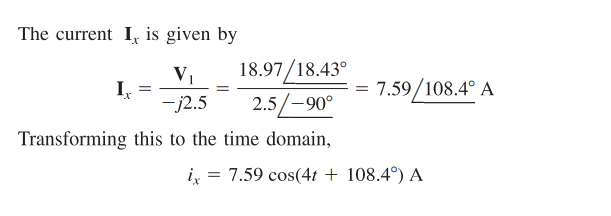 The current I_x is given by
I_x = V_1 / −j2.5 = 18.97/18.43° / 2.5/−90° = 7.59/108.4° A
Transforming this to the time domain,
i_x = 7.59 cos(4t + 108.4°) A